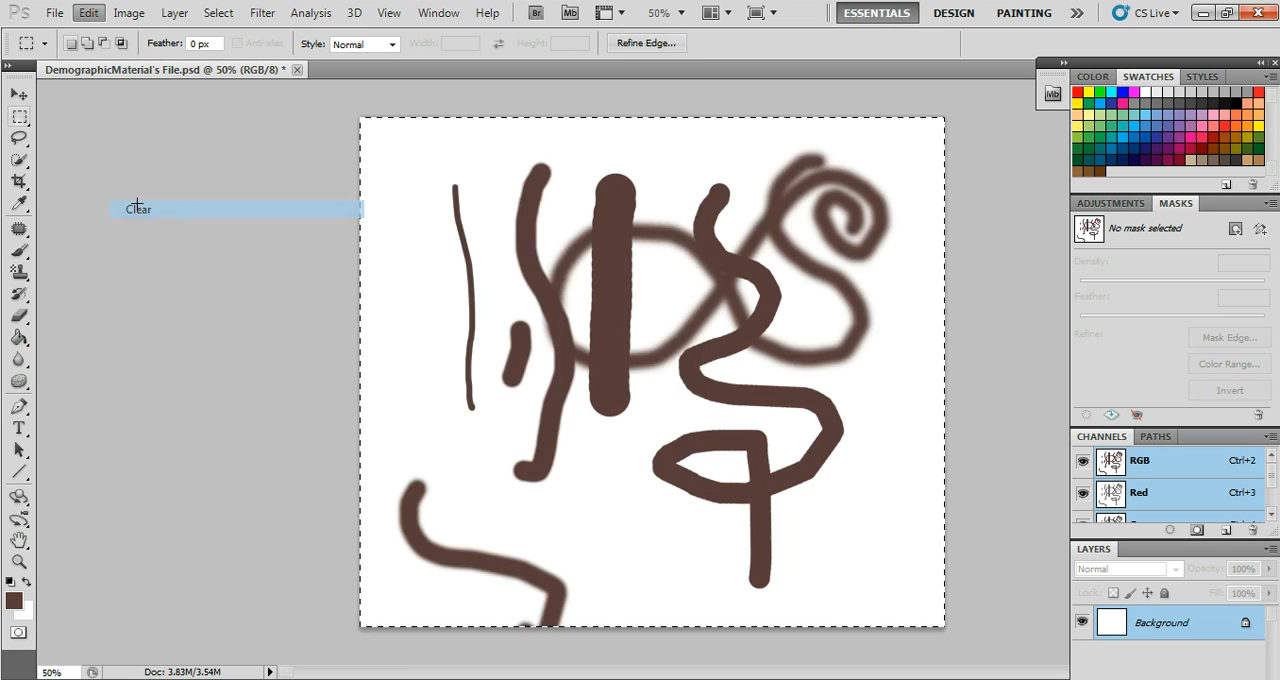 Ps File Edit Image Layer Select Filter Analysis 3D View Window Help Br Mb 50% ESSENTIALS DESIGN PAINTING CS Live
Feather: 0 px Anti-alias Style: Normal Width: Height: Refine Edge...
DemographicMaterial's File.psd @ 50% (RGB/8) *
Mb
COLOR SWATCHES STYLES
Clear
ADJUSTMENTS MASKS
No mask selected
Density:
Feather:
Refine: Mask Edge...
Color Range...
Invert
CHANNELS PATHS
RGB Ctrl+2
Red Ctrl+3
LAYERS
Normal Opacity: 100%
Lock: Fill: 100%
Background
50% Doc: 3.83M/3.54M